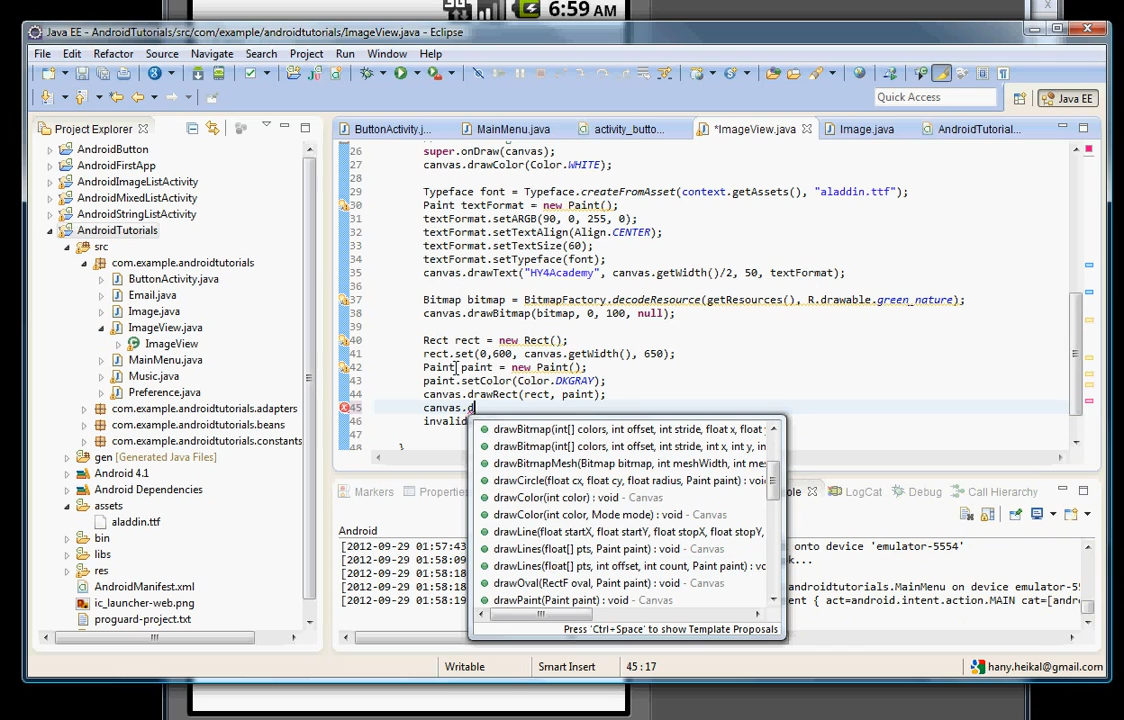 6:59 AM
Java EE - AndroidTutorials/src/com/example/androidtutorials/ImageView.java - Eclipse
File Edit Refactor Source Navigate Search Project Run Window Help
Quick Access
Java EE
Project Explorer
ButtonActivity.j...
MainMenu.java
activity_butto...
*ImageView.java
Image.java
AndroidTutorial...
AndroidButton
AndroidFirstApp
AndroidImageListActivity
AndroidMixedListActivity
AndroidStringListActivity
AndroidTutorials
src
com.example.androidtutorials
ButtonActivity.java
Email.java
Image.java
ImageView.java
ImageView
MainMenu.java
Music.java
Preference.java
com.example.androidtutorials.adapters
com.example.androidtutorials.beans
com.example.androidtutorials.constants
gen [Generated Java Files]
Android 4.1
Android Dependencies
assets
aladdin.ttf
bin
libs
res
AndroidManifest.xml
ic_launcher-web.png
proguard-project.txt
26 super.onDraw(canvas);
27 canvas.drawColor(Color.WHITE);
28
29 Typeface font = Typeface.createFromAsset(context.getAssets(), "aladdin.ttf");
30 Paint textFormat = new Paint();
31 textFormat.setARGB(90, 0, 255, 0);
32 textFormat.setTextAlign(Align.CENTER);
33 textFormat.setTextSize(60);
34 textFormat.setTypeface(font);
35 canvas.drawText("HY4Academy", canvas.getWidth()/2, 50, textFormat);
36
37 Bitmap bitmap = BitmapFactory.decodeResource(getResources(), R.drawable.green_nature);
38 canvas.drawBitmap(bitmap, 0, 100, null);
39
40 Rect rect = new Rect();
41 rect.set(0,600, canvas.getWidth(), 650);
42 Paint paint = new Paint();
43 paint.setColor(Color.DKGRAY);
44 canvas.drawRect(rect, paint);
45 canvas.d
46 invalid
47
48 }
drawBitmap(int[] colors, int offset, int stride, float x, float y
drawBitmap(int[] colors, int offset, int stride, int x, int y, in
drawBitmapMesh(Bitmap bitmap, int meshWidth, int me
drawCircle(float cx, float cy, float radius, Paint paint) : voi
drawColor(int color) : void - Canvas
drawColor(int color, Mode mode) : void - Canvas
drawLine(float startX, float startY, float stopX, float stopY,
drawLines(float[] pts, Paint paint) : void - Canvas
drawLines(float[] pts, int offset, int count, Paint paint) : vo
drawOval(RectF oval, Paint paint) : void - Canvas
drawPaint(Paint paint) : void - Canvas
Press 'Ctrl+Space' to show Template Proposals
Markers
Properties
ole
LogCat
Debug
Call Hierarchy
Android
[2012-09-29 01:57:43
onto device 'emulator-5554'
[2012-09-29 01:58:09
k...
[2012-09-29 01:58:18
androidtutorials.MainMenu on device emulator-55
[2012-09-29 01:58:19
ent { act=android.intent.action.MAIN cat=[andro
Writable
Smart Insert
45 : 17
hany.heikal@gmail.com